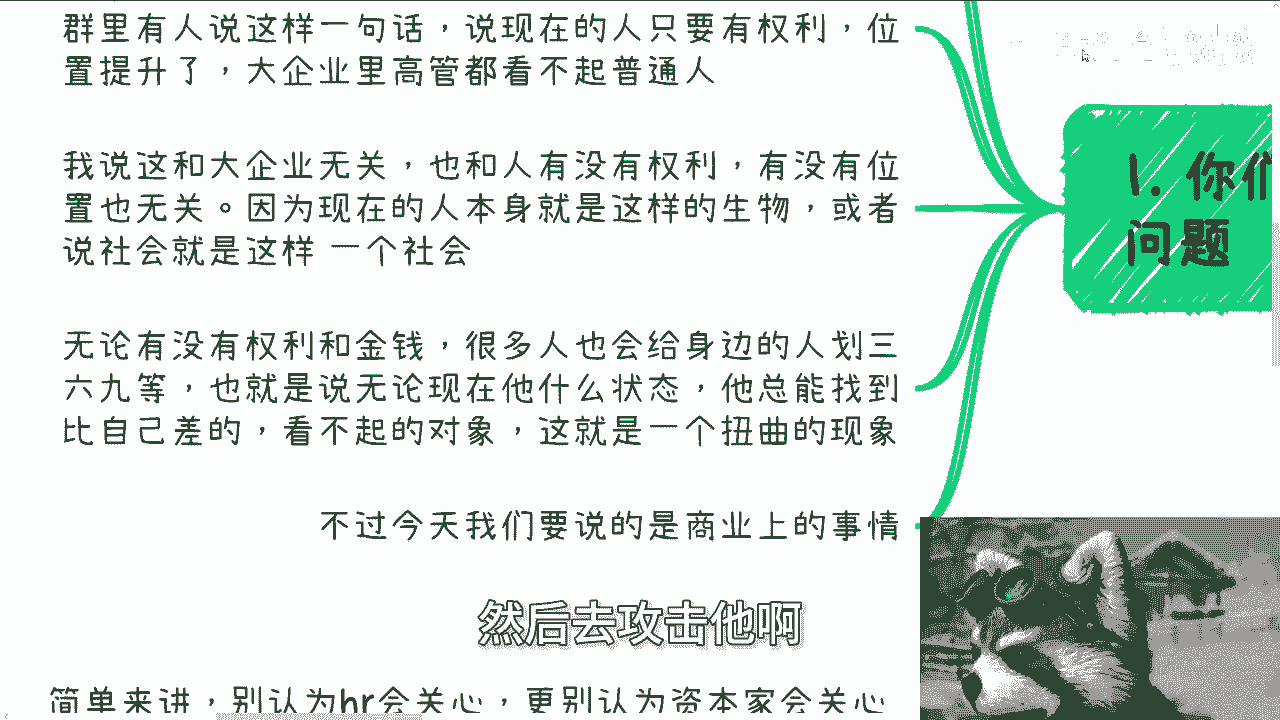 群里有人说这样一句话，说现在的人只要有权利，位
置提升了，大企业里高管都看不起普通人
我说这和大企业无关，也和人有没有权利，有没有位
置也无关。因为现在的人本身就是这样的生物，或者
说社会就是这样 一个社会
无论有没有权利和金钱，很多人也会给身边的人划三
六九等，也就是说无论现在他什么状态，他总能找到
比自己差的，看不起的对象，这就是一个扭曲的现象
不过今天我们要说的是商业上的事情
1. 你们
问题
然后去攻击他啊
简单来讲，别认为hr会关心，更别认为资本家会关心